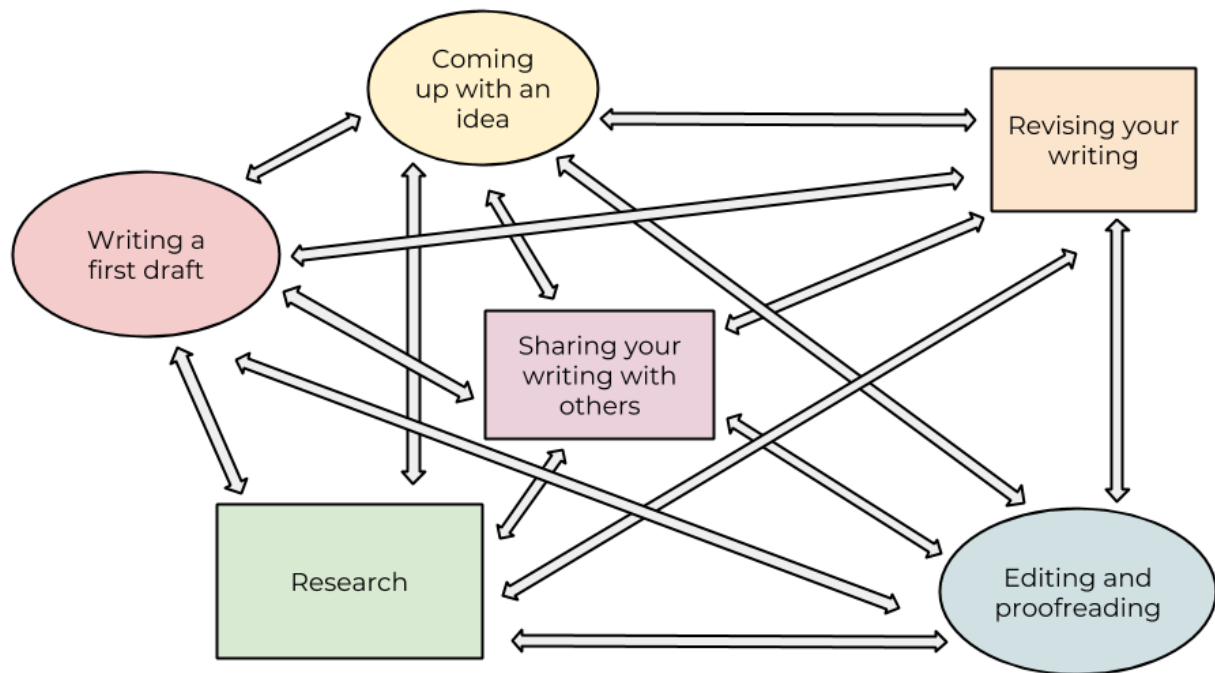 Coming
up with an
idea
Revising your
writing
Writing a
first draft
Sharing your
writing with
others
Research
Editing and
proofreading